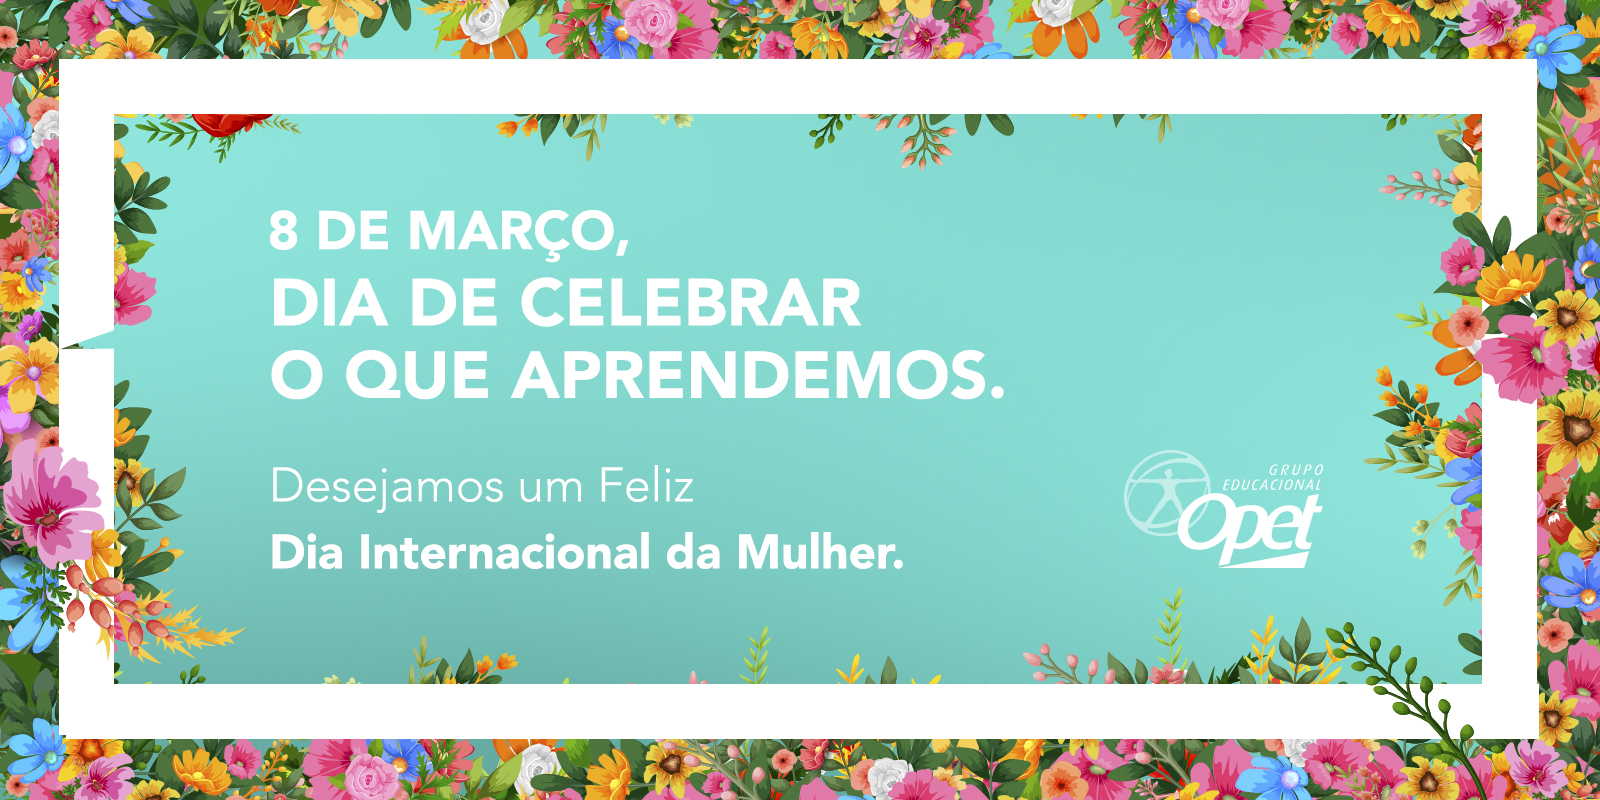 8 DE MARÇO,
DIA DE CELEBRAR
O QUE APRENDEMOS.
Desejamos um Feliz
Dia Internacional da Mulher.
GRUPO
EDUCACIONAL
Opet